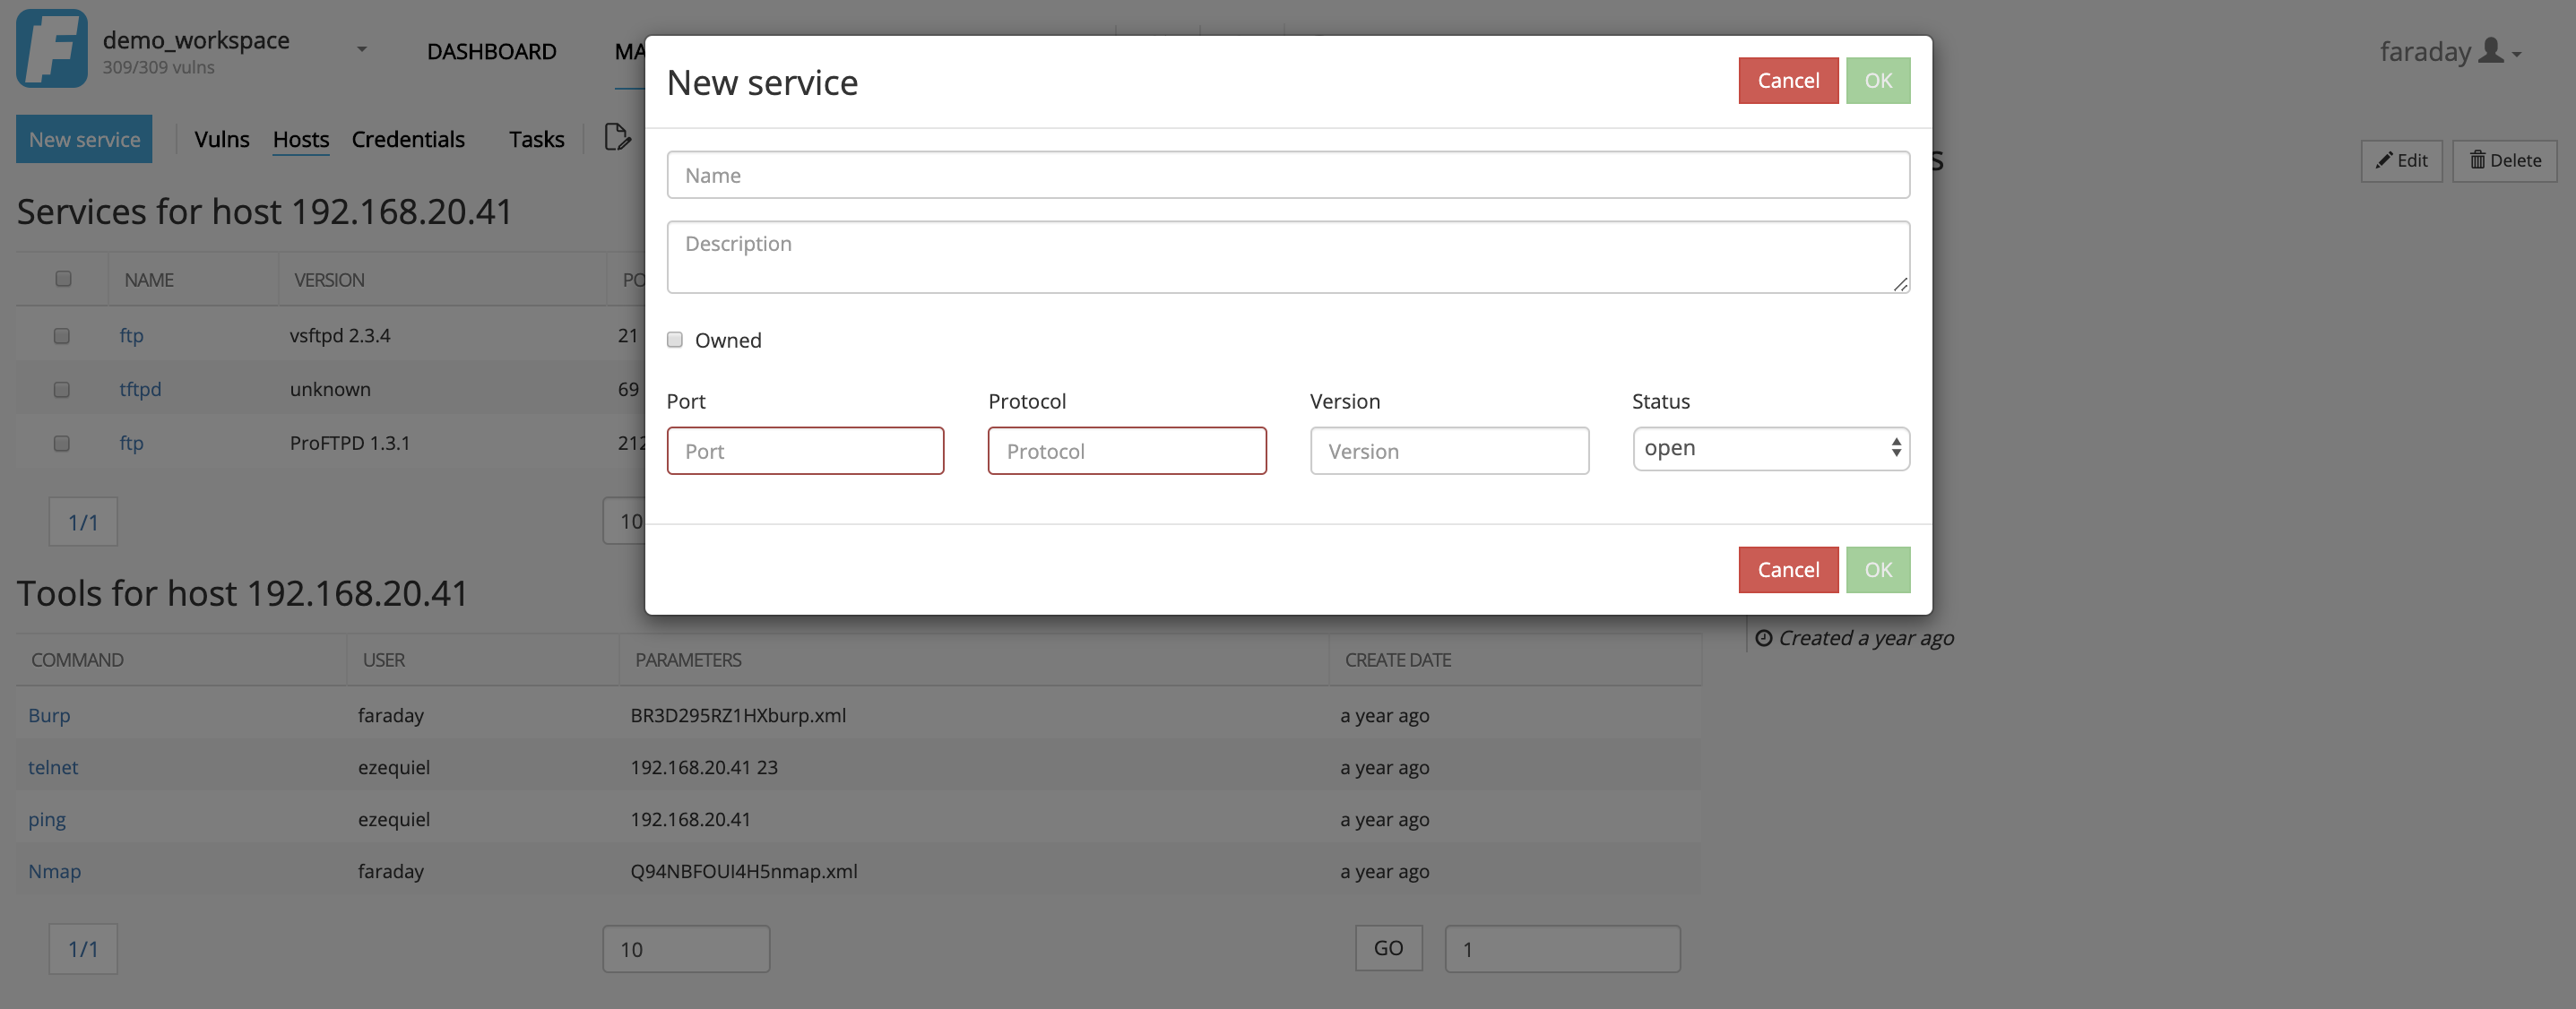 demo_workspace
309/309 vulns
DASHBOARD
faraday
New service
Cancel
OK
New service
Vulns
Hosts
Credentials
Tasks
Edit
Delete
Name
Description
Owned
Port
Protocol
Version
Status
Port
Protocol
Version
open
Cancel
OK
Services for host 192.168.20.41
NAME
VERSION
ftp
vsftpd 2.3.4
21
tftpd
unknown
69
ftp
ProFTPD 1.3.1
1/1
10
Tools for host 192.168.20.41
Created a year ago
COMMAND
USER
PARAMETERS
CREATE DATE
Burp
faraday
BR3D295RZ1HXburp.xml
a year ago
telnet
ezequiel
192.168.20.41 23
a year ago
ping
ezequiel
192.168.20.41
a year ago
Nmap
faraday
Q94NBFOUI4H5nmap.xml
a year ago
1/1
10
GO
1